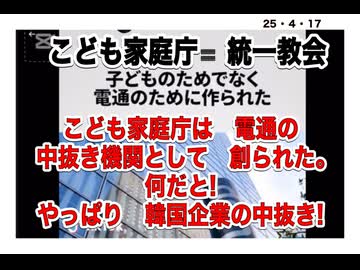 25・4・17
こども家庭庁＝ 統一教会
子どものためでなく
電通のために作られた
こども家庭庁は　電通の
中抜き機関として　創られた。
何だと!
やっぱり　韓国企業の中抜き!